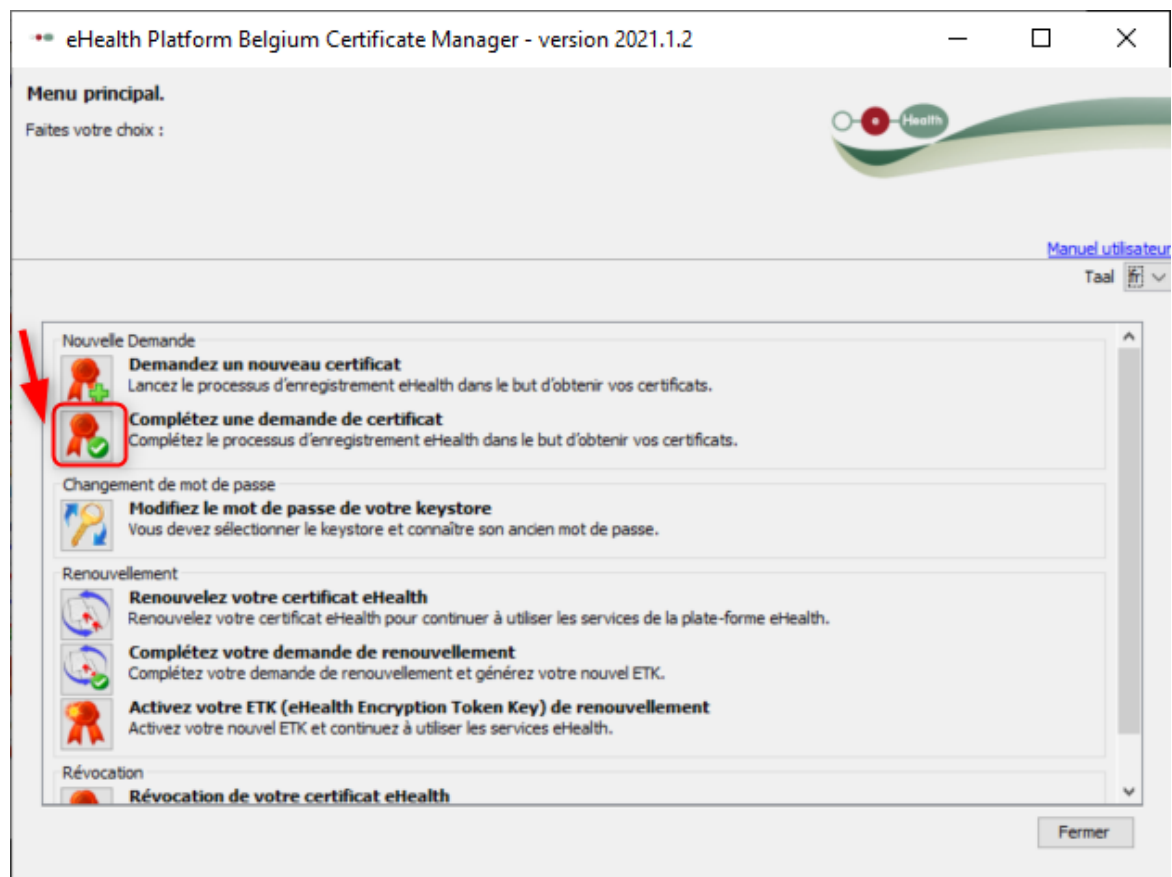 eHealth Platform Belgium Certificate Manager - version 2021.1.2
Menu principal.
Faites votre choix :
e Health
Manuel utilisateur
Taal fr
Nouvelle Demande
Demandez un nouveau certificat
Lancez le processus d'enregistrement eHealth dans le but d'obtenir vos certificats.
Complétez une demande de certificat
Complétez le processus d'enregistrement eHealth dans le but d'obtenir vos certificats.
Changement de mot de passe
Modifiez le mot de passe de votre keystore
Vous devez sélectionner le keystore et connaître son ancien mot de passe.
Renouvellement
Renouvelez votre certificat eHealth
Renouvelez votre certificat eHealth pour continuer à utiliser les services de la plate-forme eHealth.
Complétez votre demande de renouvellement
Complétez votre demande de renouvellement et générez votre nouvel ETK.
Activez votre ETK (eHealth Encryption Token Key) de renouvellement
Activez votre nouvel ETK et continuez à utiliser les services eHealth.
Révocation
Révocation de votre certificat eHealth
Fermer